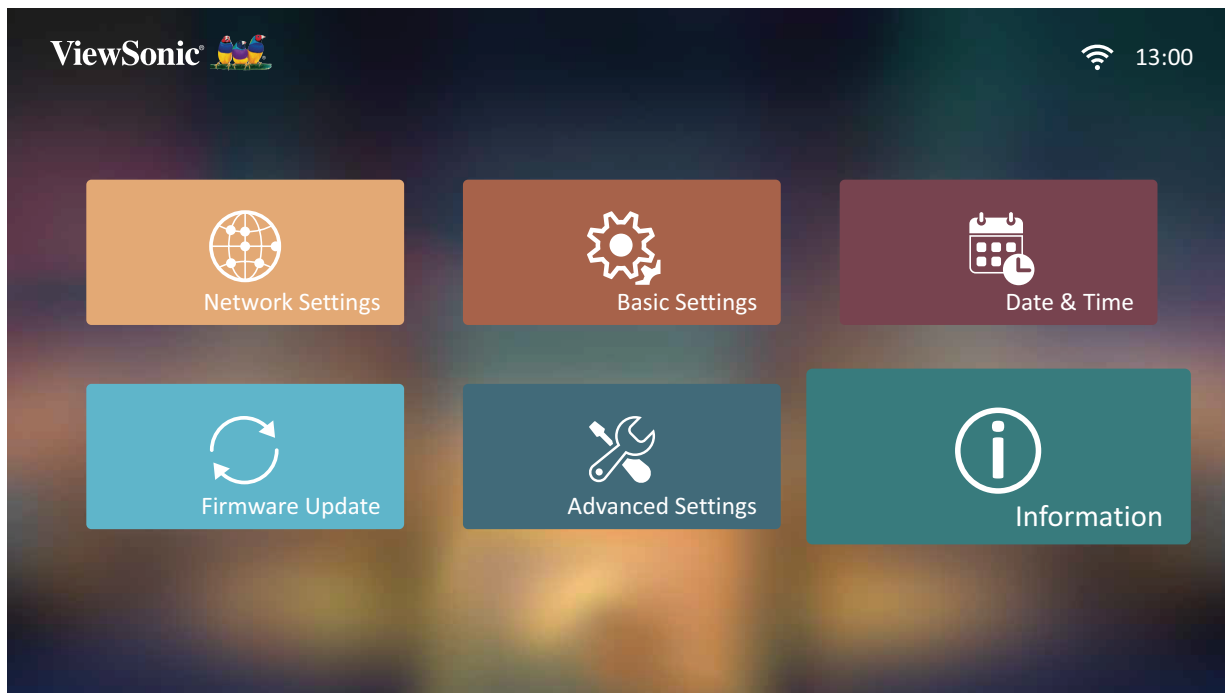 ViewSonic®
13:00
Network Settings
Basic Settings
Date & Time
Firmware Update
Advanced Settings
Information